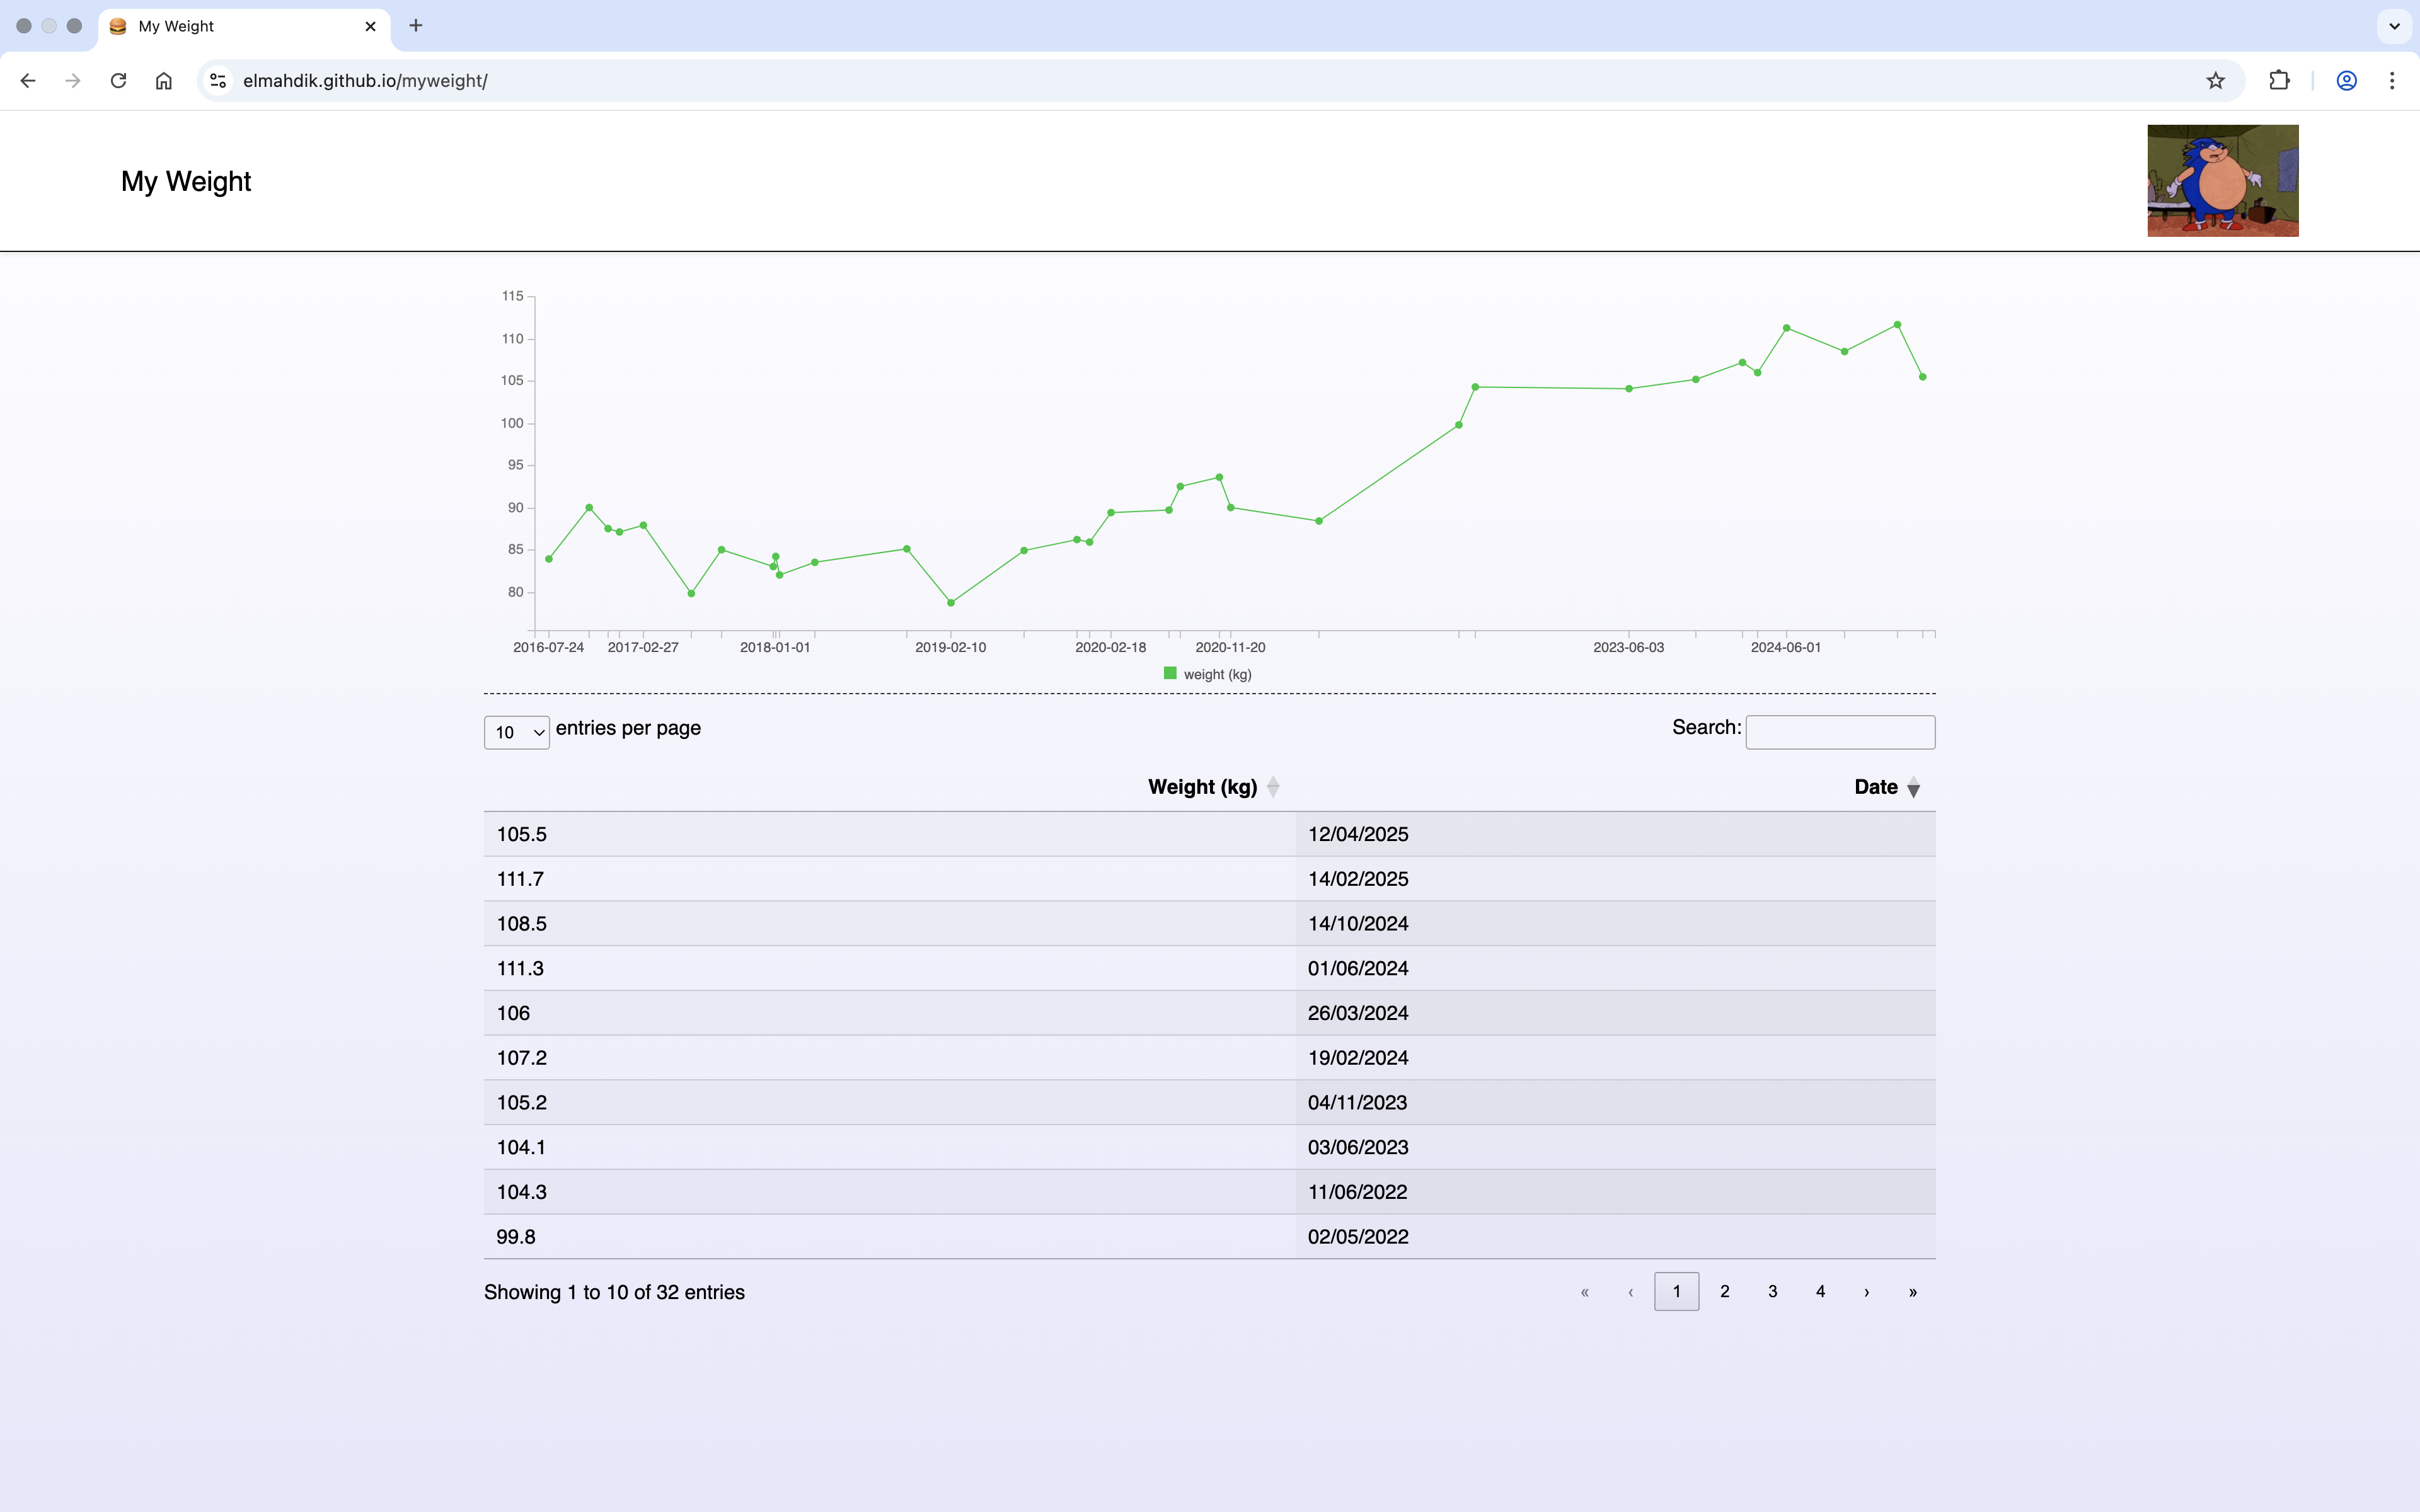 My Weight
elmahdik.github.io/myweight/
My Weight
115
110
105
100
95
90
85
80
2016-07-24 2017-02-27 2018-01-01 2019-02-10 2020-02-18 2020-11-20 2023-06-03 2024-06-01
weight (kg)
10 entries per page Search:
Weight (kg) Date
105.5 12/04/2025
111.7 14/02/2025
108.5 14/10/2024
111.3 01/06/2024
106 26/03/2024
107.2 19/02/2024
105.2 04/11/2023
104.1 03/06/2023
104.3 11/06/2022
99.8 02/05/2022
Showing 1 to 10 of 32 entries « ‹ 1 2 3 4 › »